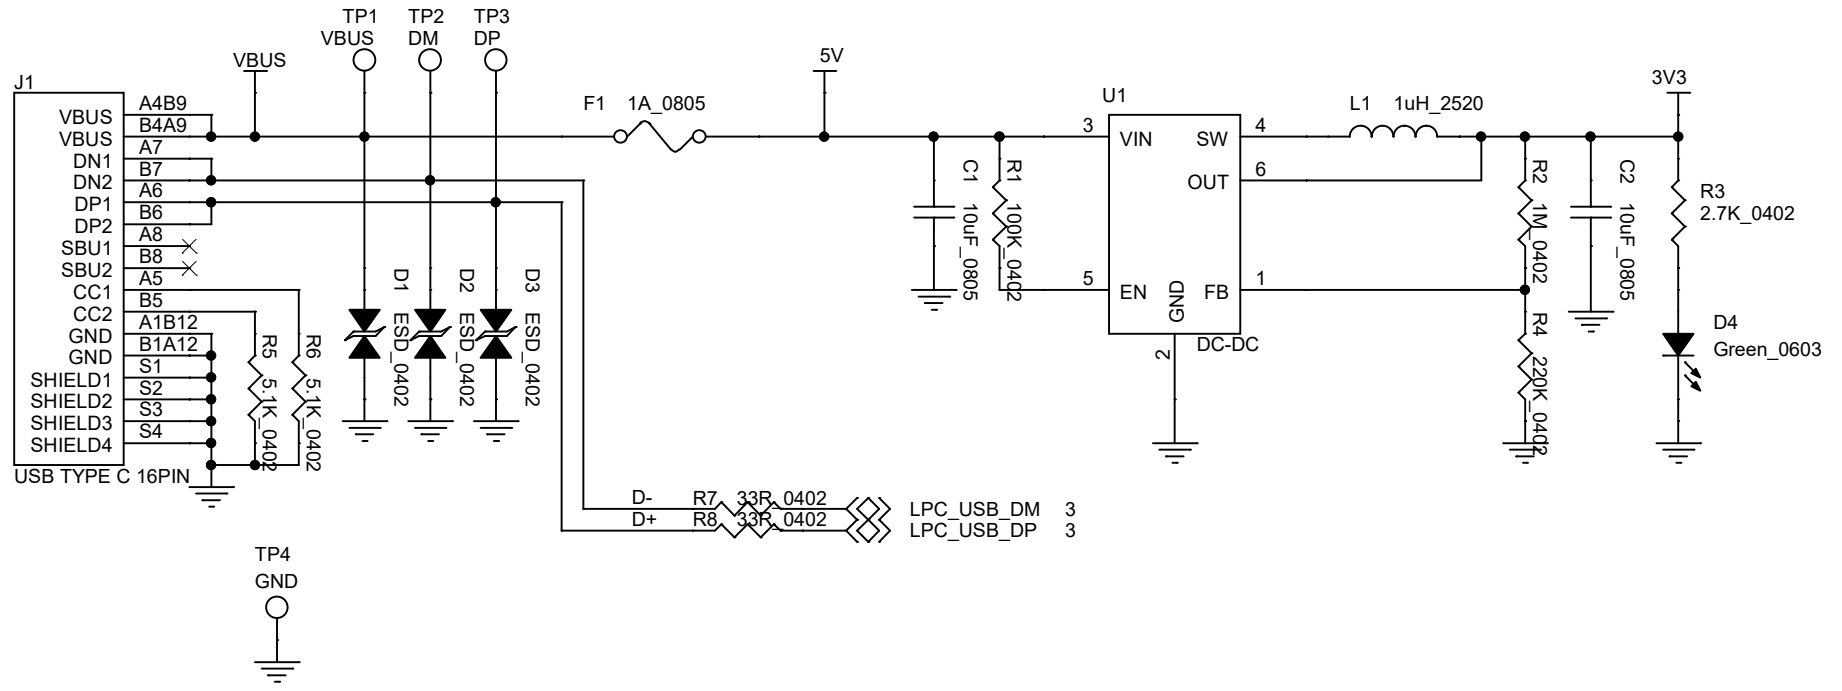 TP1 TP2 TP3
VBUS DM DP
VBUS
5V
3V3
J1
F1 1A_0805
U1
L1 1uH_2520
VBUS A4B9
VBUS B4A9
DN1 A7
DN2 B7
DP1 A6
DP2 B6
SBU1 A8
SBU2 B8
CC1 A5
CC2 B5
GND A1B12
GND B1A12
SHIELD1 S1
SHIELD2 S2
SHIELD3 S3
SHIELD4 S4
USB TYPE C 16PIN
R5 5.1K_0402
R6 5.1K_0402
D1 ESD_0402
D2 ESD_0402
D3 ESD_0402
C1 10uF_0805
R1 100K_0402
3 VIN SW 4
OUT 6
5 EN GND FB 1
2
DC-DC
R2 1M_0402
C2 10uF_0805
R3
2.7K_0402
R4 220K_0402
D4
Green_0603
D- R7 33R_0402 LPC_USB_DM 3
D+ R8 33R_0402 LPC_USB_DP 3
TP4
GND